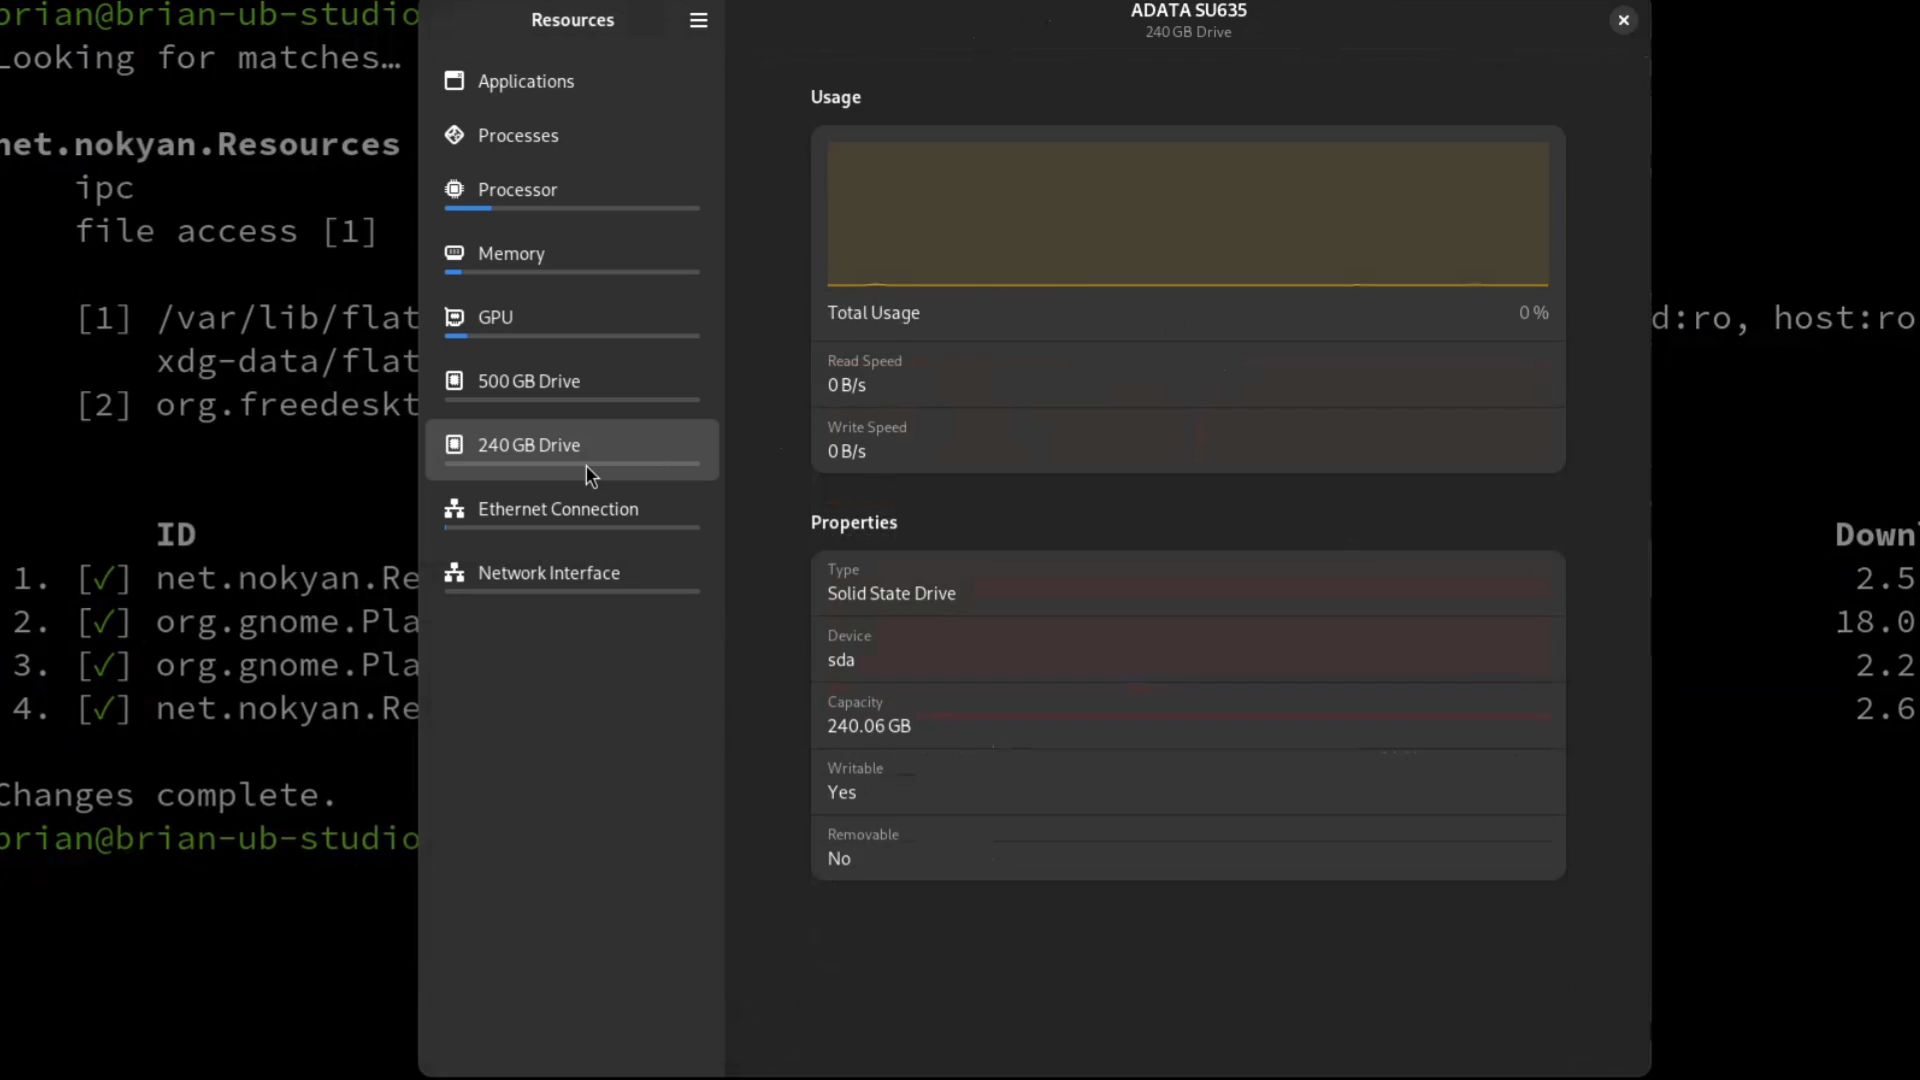 brian@brian-ub-studio
Looking for matches…
net.nokyan.Resources
ipc
file access [1]
[1] /var/lib/flat
d:ro, host:ro
xdg-data/flat
[2] org.freedeskt
ID
Down
1. [✓] net.nokyan.Re
2.5
2. [✓] org.gnome.Pla
18.0
3. [✓] org.gnome.Pla
2.2
4. [✓] net.nokyan.Re
2.6
Changes complete.
brian@brian-ub-studio
Resources
Applications
Processes
Processor
Memory
GPU
500 GB Drive
240 GB Drive
Ethernet Connection
Network Interface
ADATA SU635
240 GB Drive
Usage
Total Usage 0 %
Read Speed
0 B/s
Write Speed
0 B/s
Properties
Type
Solid State Drive
Device
sda
Capacity
240.06 GB
Writable
Yes
Removable
No